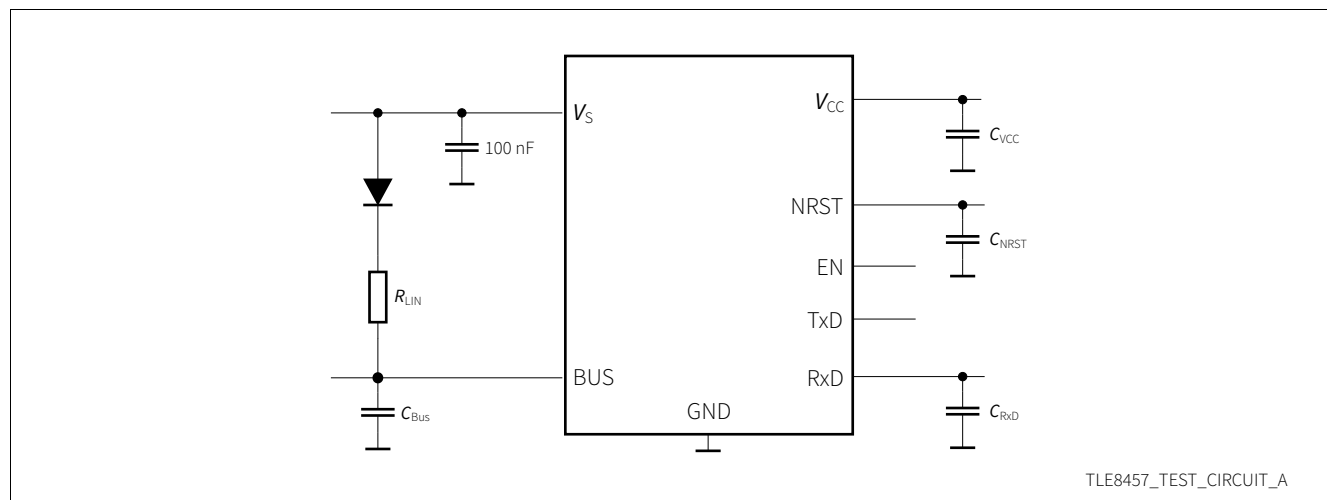 V_S
100 nF
R_LIN
BUS
C_Bus
GND
V_CC
C_VCC
NRST
C_NRST
EN
TxD
RxD
C_RxD
TLE8457_TEST_CIRCUIT_A